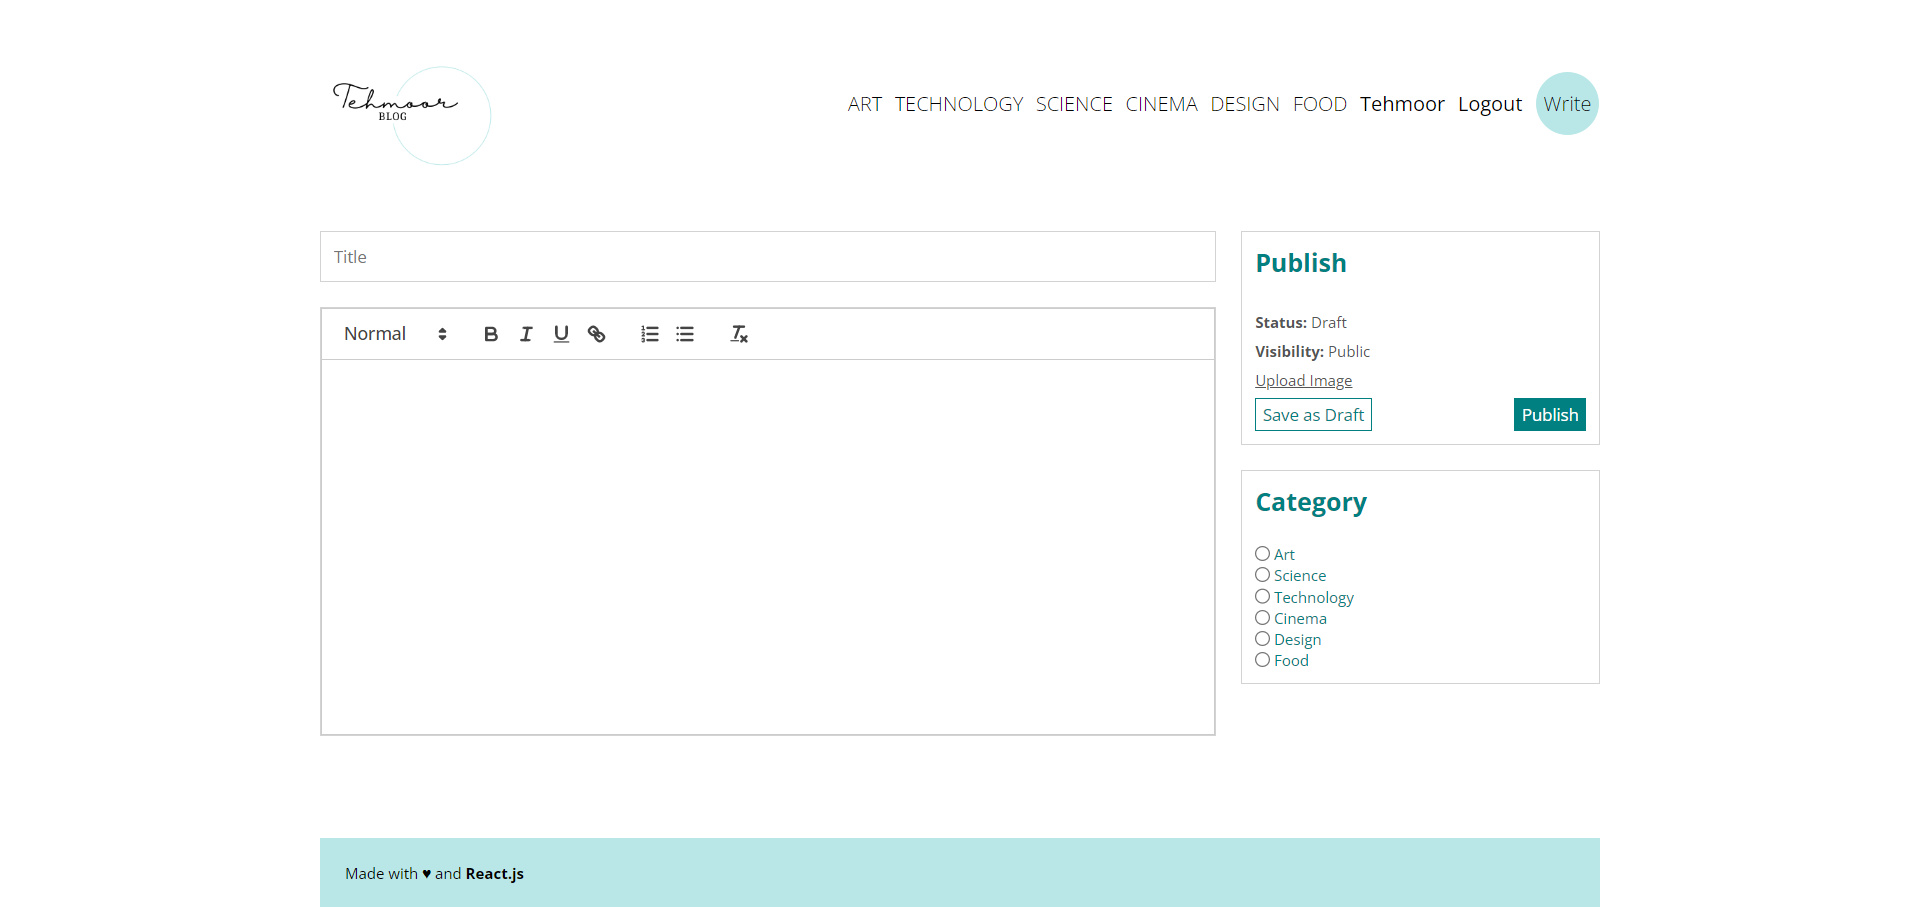 Tehmoor
BLOG
ART TECHNOLOGY SCIENCE CINEMA DESIGN FOOD Tehmoor Logout Write
Title
Normal
Publish
Status: Draft
Visibility: Public
Upload Image
Save as Draft Publish
Category
Art
Science
Technology
Cinema
Design
Food
Made with ♥ and React.js